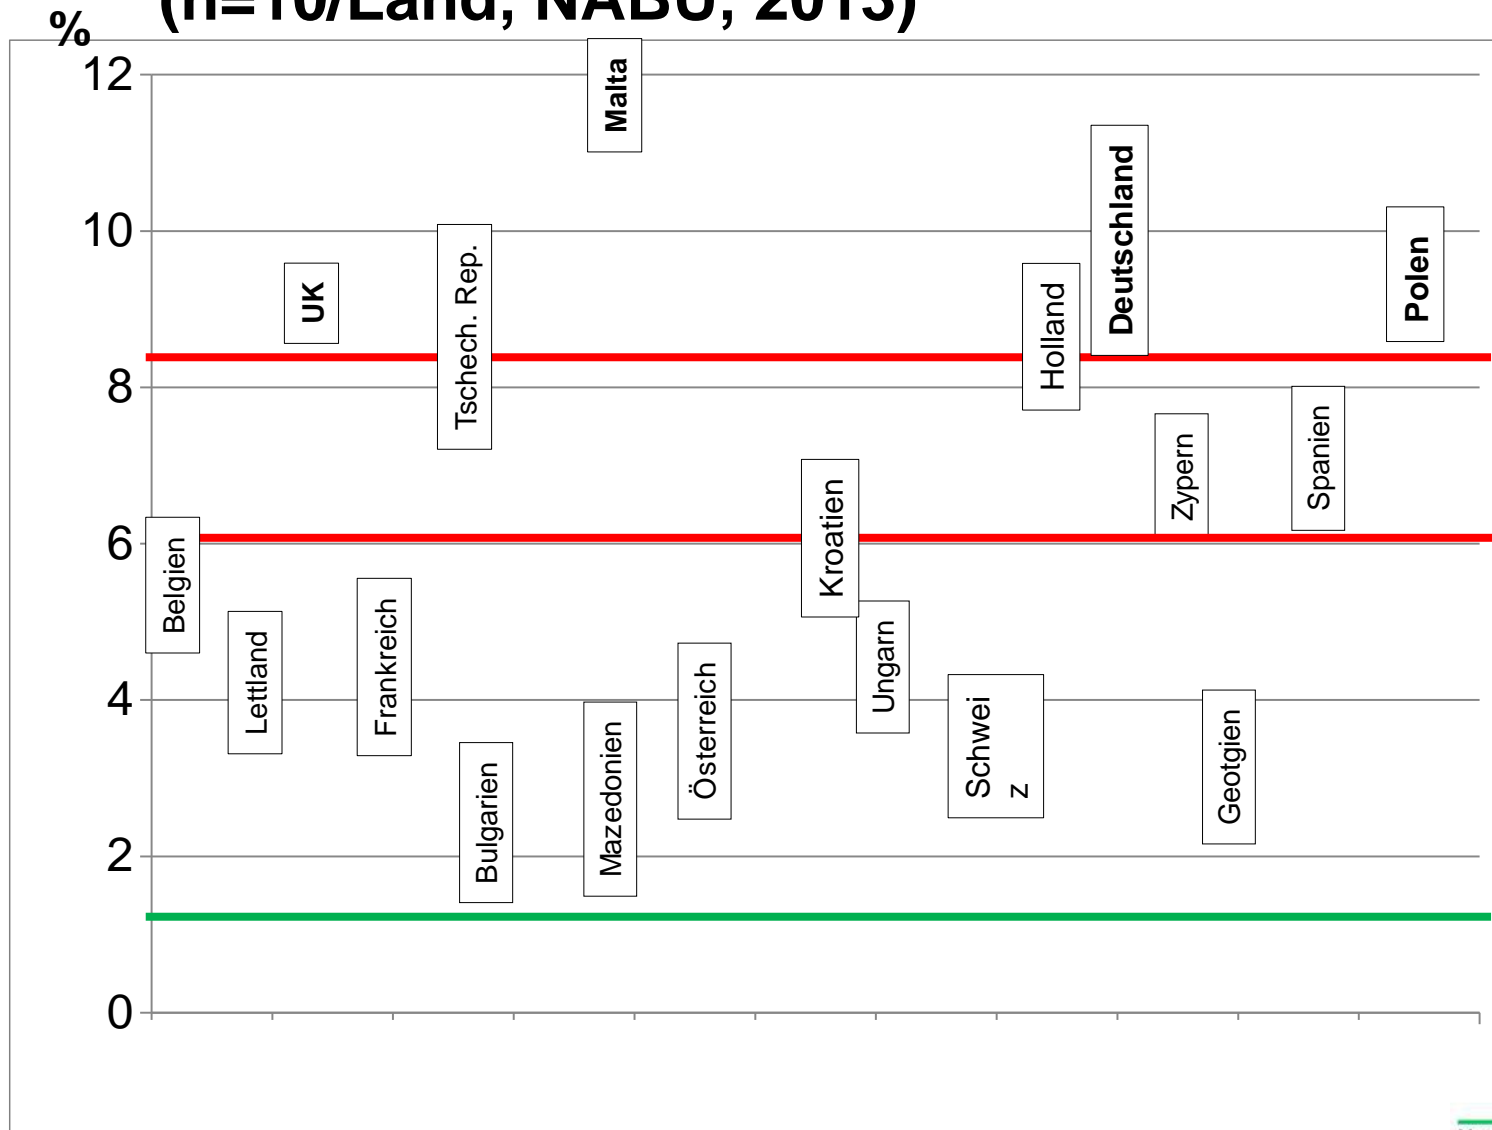 (n=10/Land, NABU, 2013)
%
12
10
8
6
4
2
0
Malta
Deutschland
Polen
Tschech. Rep.
UK
Holland
Spanien
Zypern
Kroatien
Belgien
Frankreich
Ungarn
Lettland
Österreich
Schwei
z
Geotgien
Mazedonien
Bulgarien